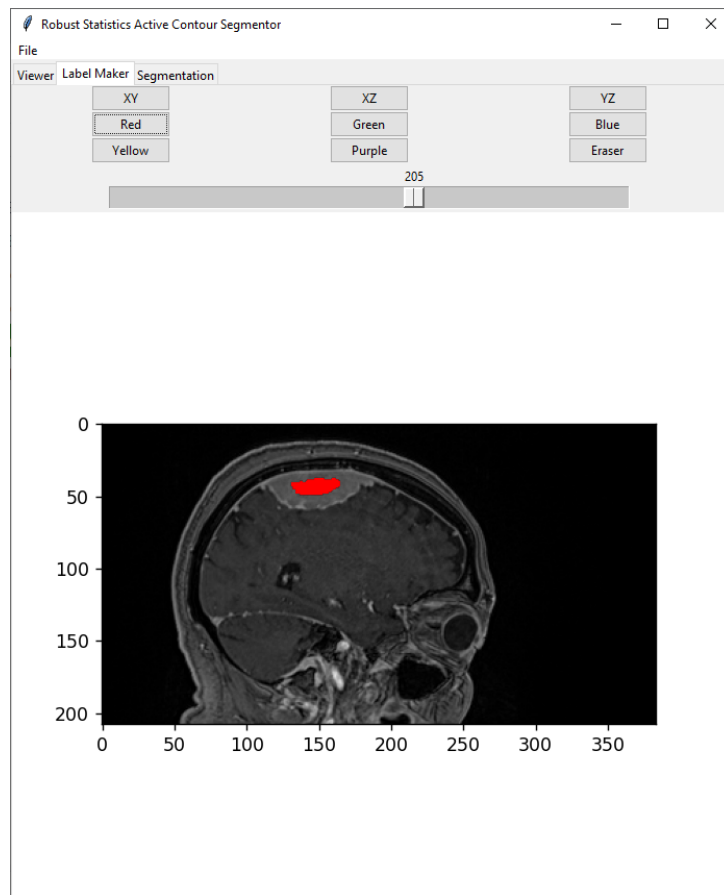 Robust Statistics Active Contour Segmentor
File
Viewer Label Maker Segmentation
XY XZ YZ
Red Green Blue
Yellow Purple Eraser
205
0
50
100
150
200
0 50 100 150 200 250 300 350